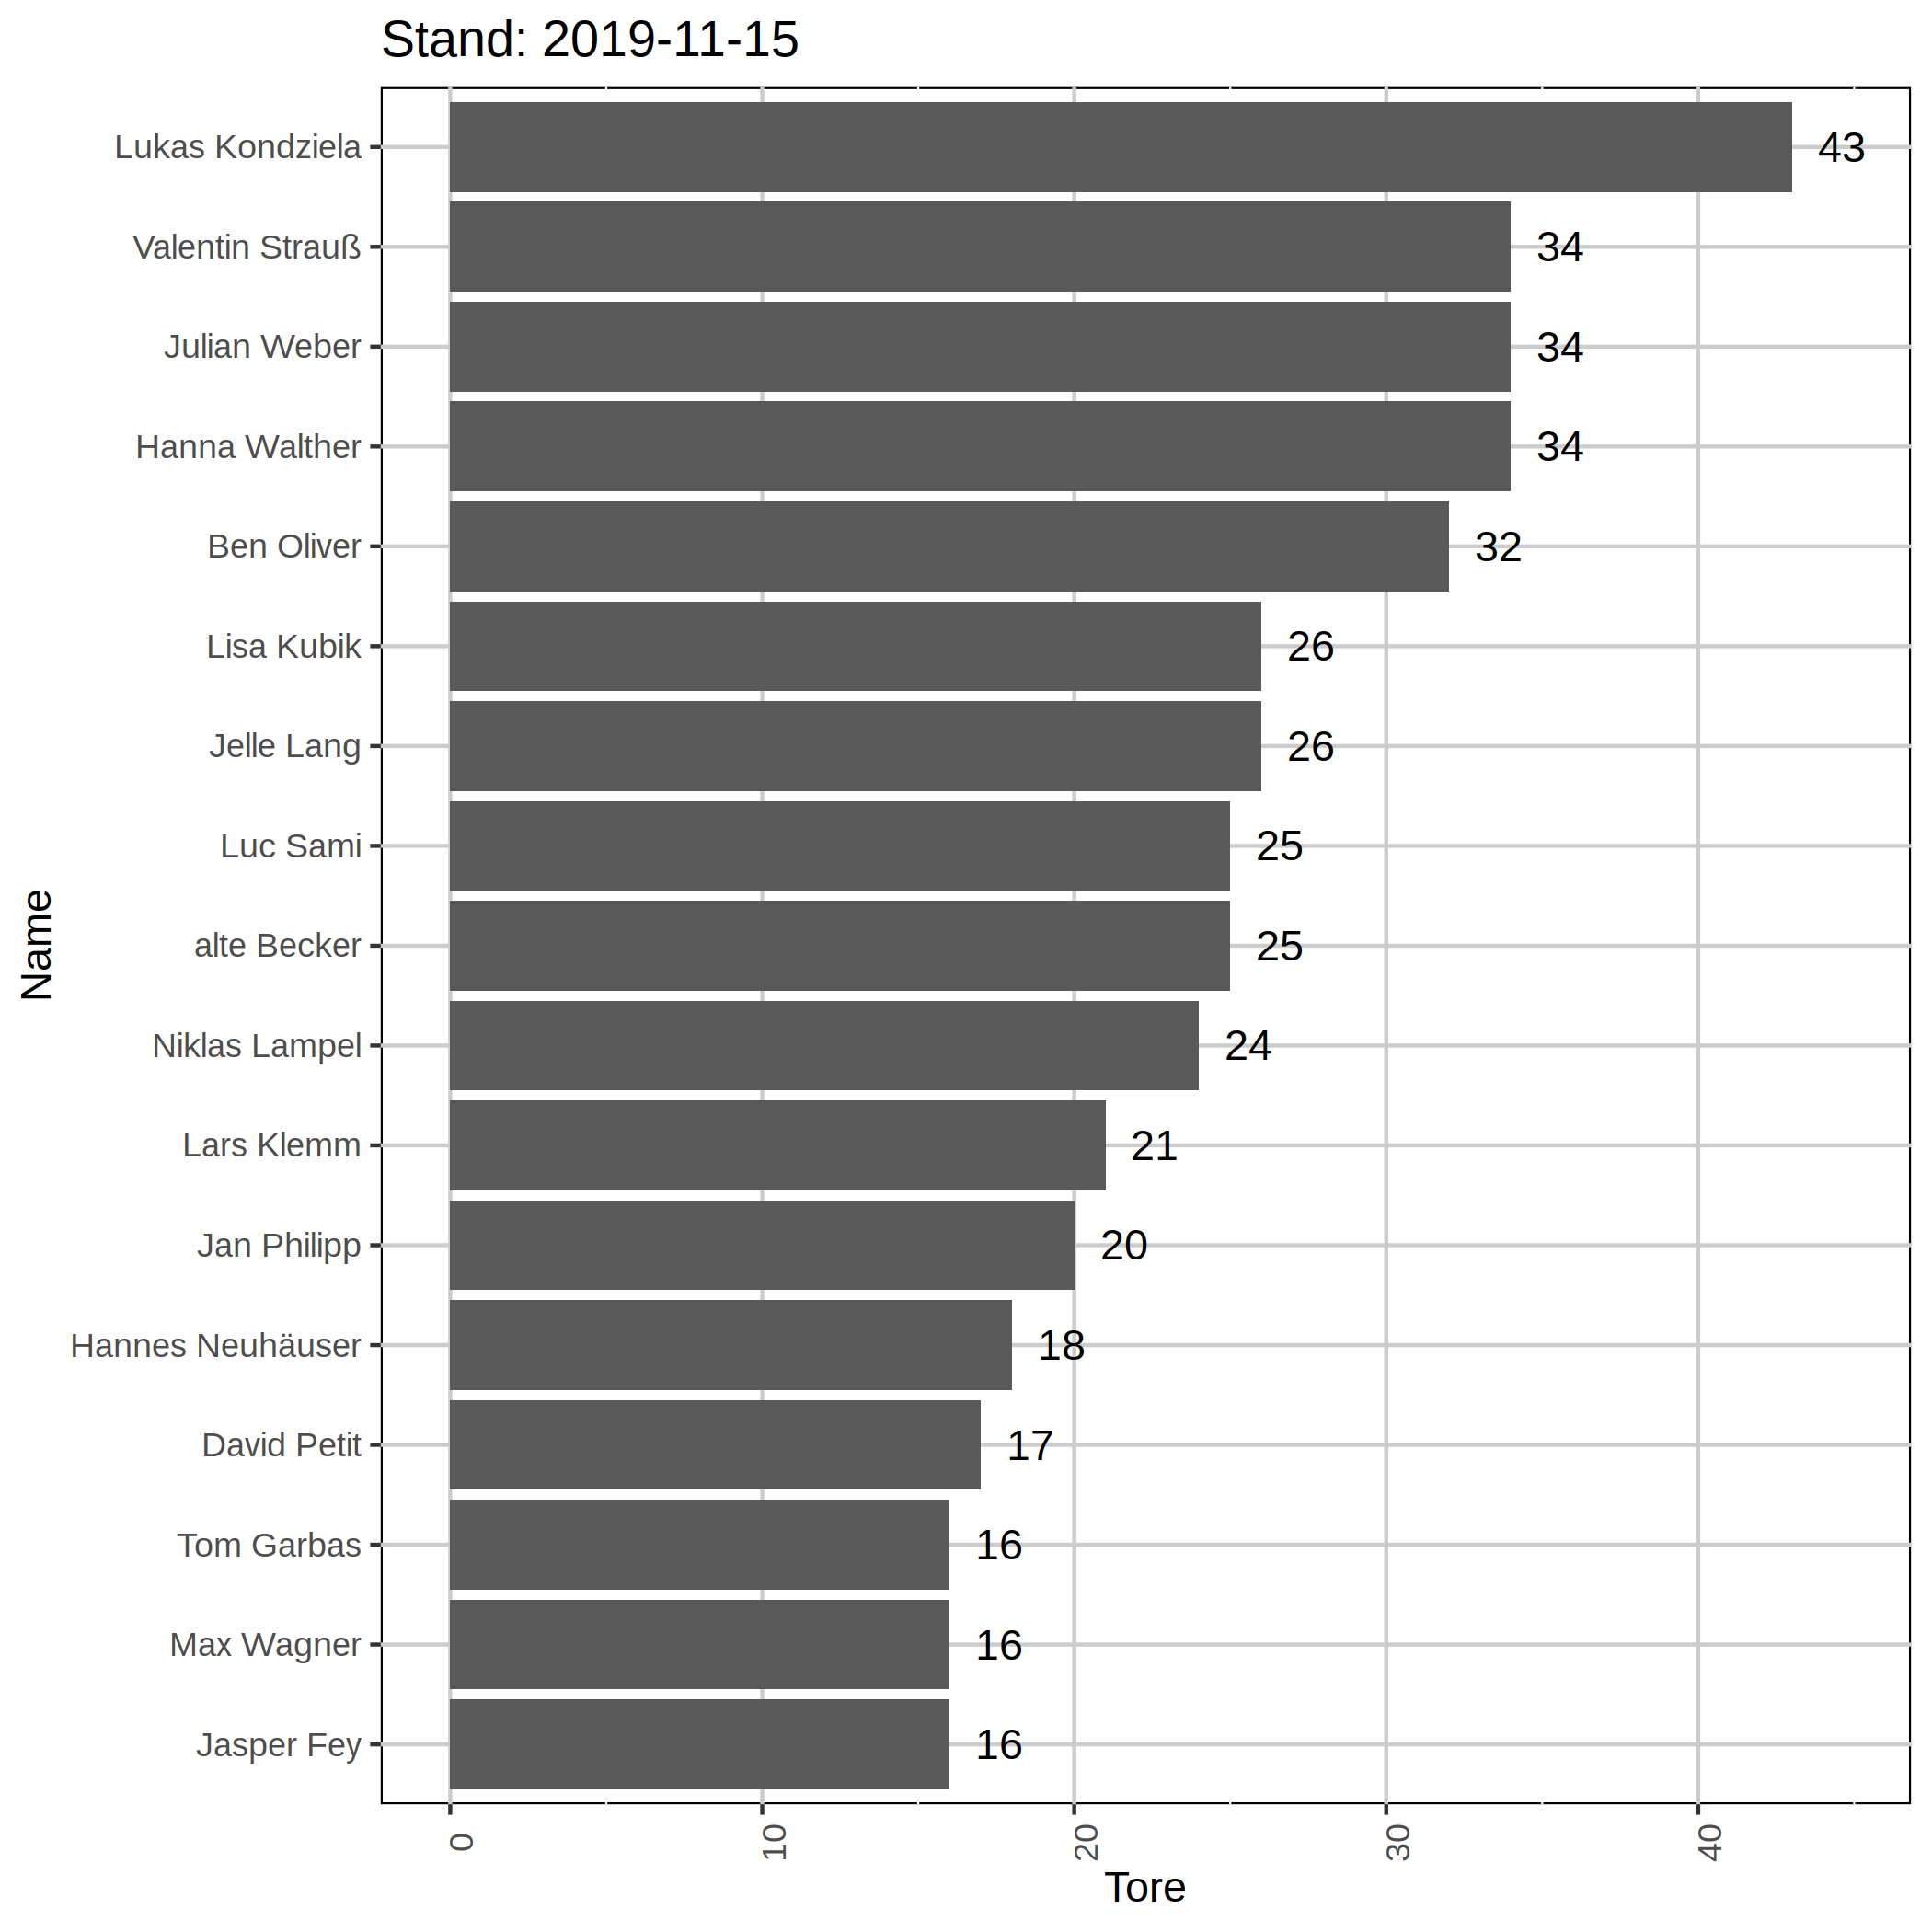 Stand: 2019-11-15
Lukas Kondziela 43
Valentin Strauß 34
Julian Weber 34
Hanna Walther 34
Ben Oliver 32
Lisa Kubik 26
Jelle Lang 26
Luc Sami 25
alte Becker 25
Niklas Lampel 24
Lars Klemm 21
Jan Philipp 20
Hannes Neuhäuser 18
David Petit 17
Tom Garbas 16
Max Wagner 16
Jasper Fey 16
Name
0 10 20 30 40
Tore